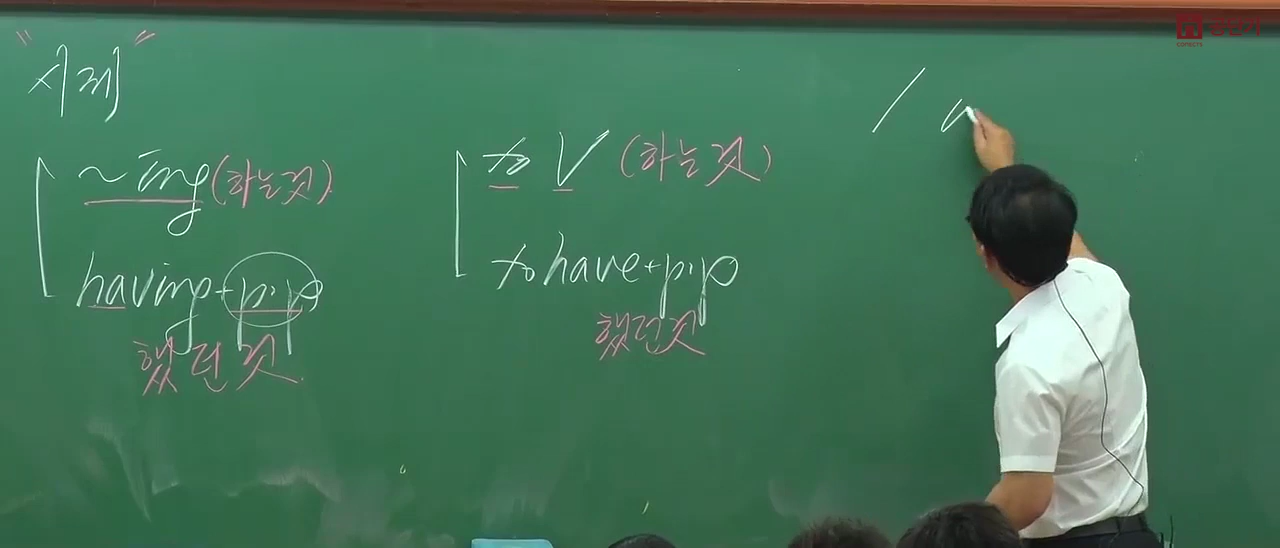 "시제"
~ing (하는것)
having + p.p
했던것.
to V (하는것)
to have + p.p
했던것
/